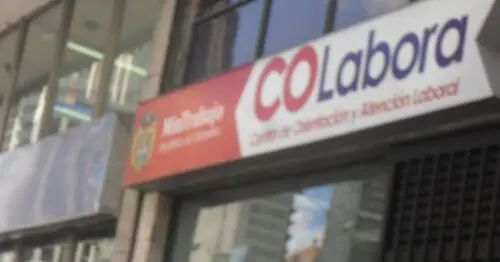 MinTrabajo
COLabora
Centro de Orientación y Atención Laboral